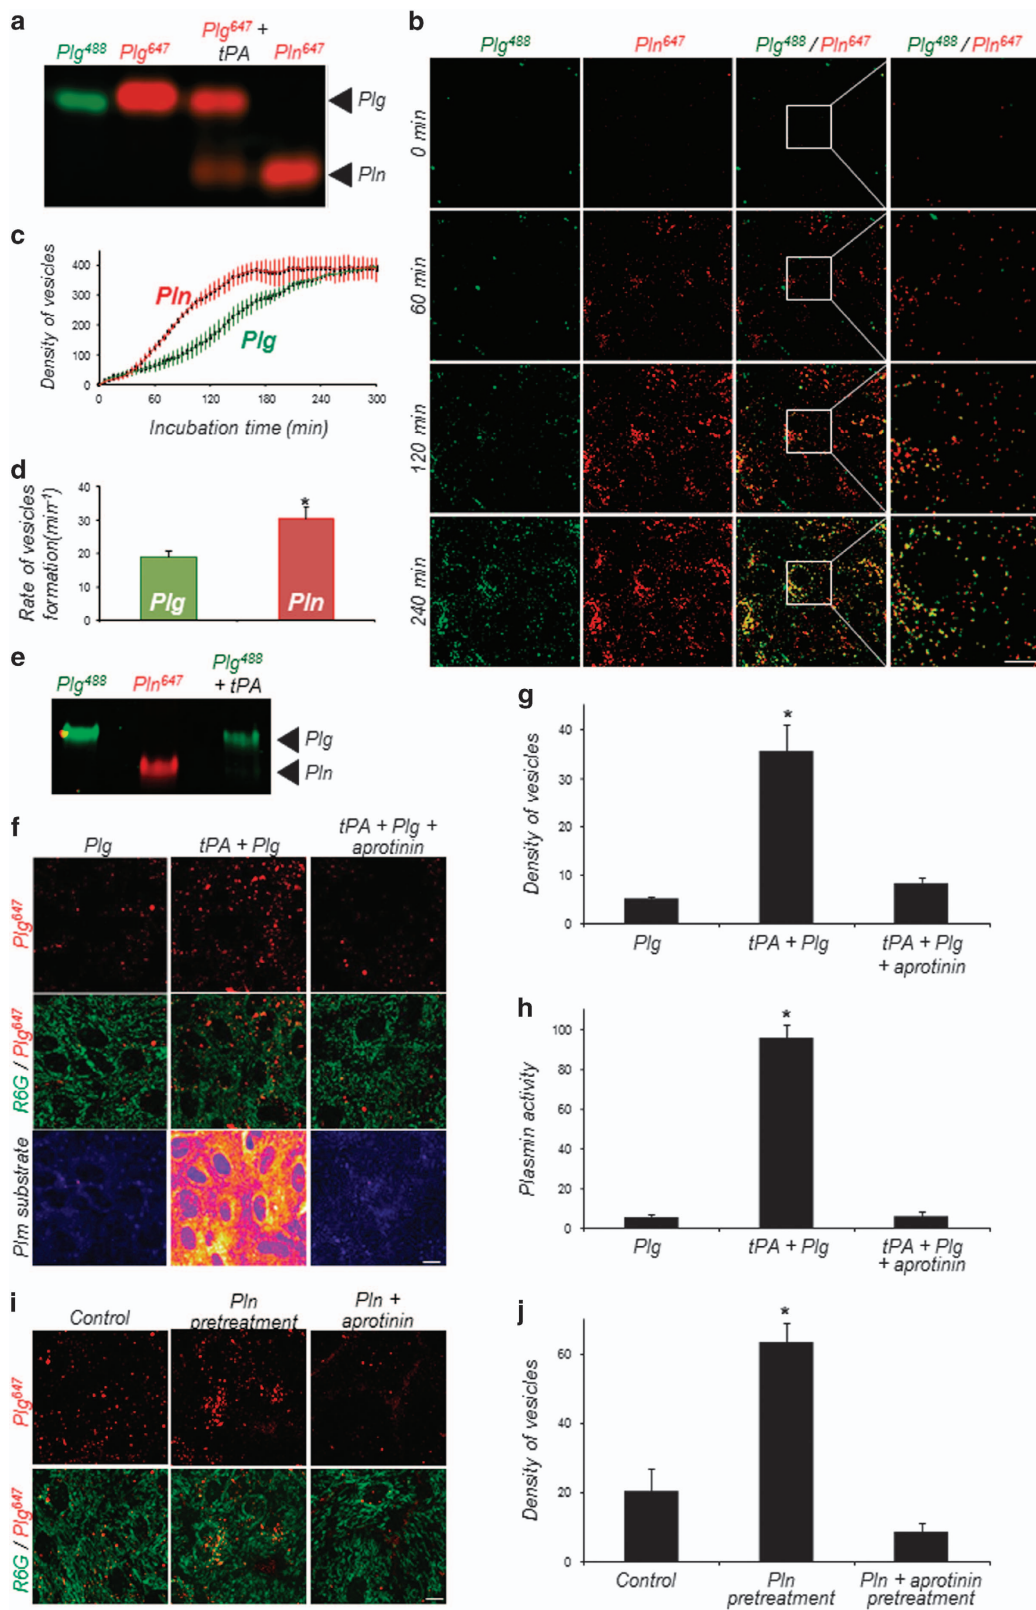 a
Plg488 Plg647 Plg647 + tPA Pln647
Plg
Pln
b
Plg488 Pln647 Plg488 / Pln647 Plg488 / Pln647
0 min
60 min
120 min
240 min
c
Density of vesicles
400
300
200
100
0
Pln
Plg
0 60 120 180 240 300
Incubation time (min)
d
Rate of vesicles
formation(min-1)
40
30
20
10
0
*
Plg
Pln
e
Plg488 Pln647 Plg488
+ tPA
Plg
Pln
f
Plg tPA + Plg tPA + Plg +
aprotinin
Plg647
R6G / Plg647
Plm substrate
g
Density of vesicles
40
30
20
10
0
*
Plg tPA + Plg tPA + Plg
+ aprotinin
h
Plasmin activity
100
80
60
40
20
0
*
Plg tPA + Plg tPA + Plg
+ aprotinin
i
Control Pln
pretreatment
Pln +
aprotinin
Plg647
R6G / Plg647
j
Density of vesicles
60
40
20
0
*
Control Pln
pretreatment
Pln + aprotinin
pretreatment